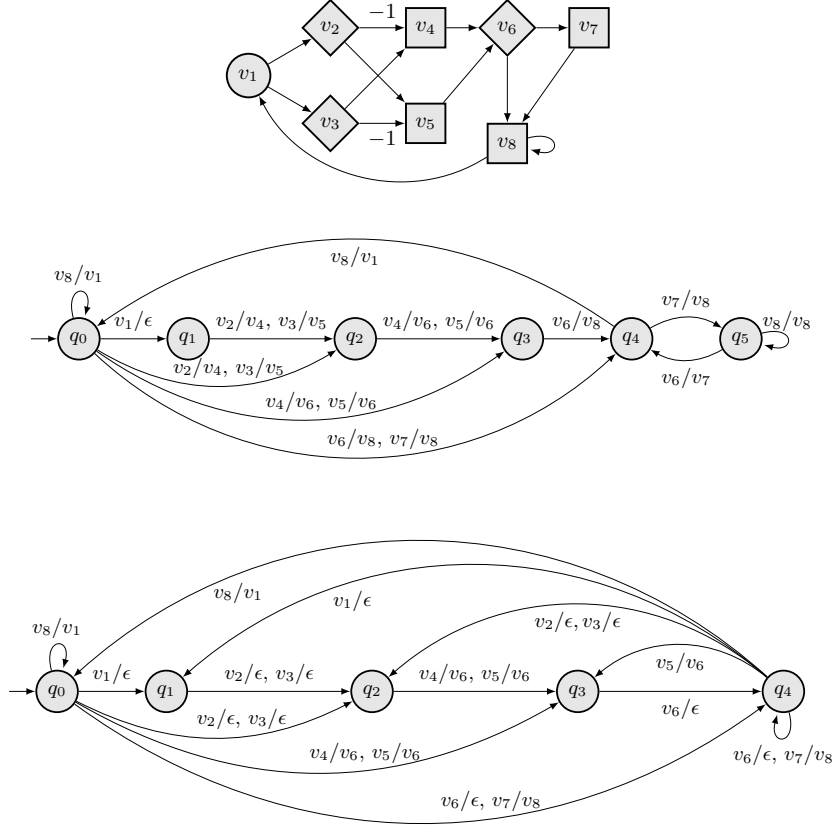 −1
v₂ v₄ v₆ v₇
v₁
v₃ v₅
−1
v₈
v₈/v₁
v₈/v₁
v₇/v₈
v₁/ϵ v₂/v₄, v₃/v₅ v₄/v₆, v₅/v₆ v₆/v₈ v₈/v₈
q₀ q₁ q₂ q₃ q₄ q₅
v₂/v₄, v₃/v₅
v₆/v₇
v₄/v₆, v₅/v₆
v₆/v₈, v₇/v₈
v₈/v₁
v₁/ϵ
v₂/ϵ,v₃/ϵ
v₈/v₁
v₅/v₆
v₁/ϵ v₂/ϵ, v₃/ϵ v₄/v₆, v₅/v₆
q₀ q₁ q₂ q₃ q₄
v₆/ϵ
v₂/ϵ, v₃/ϵ
v₄/v₆, v₅/v₆
v₆/ϵ, v₇/v₈
v₆/ϵ, v₇/v₈